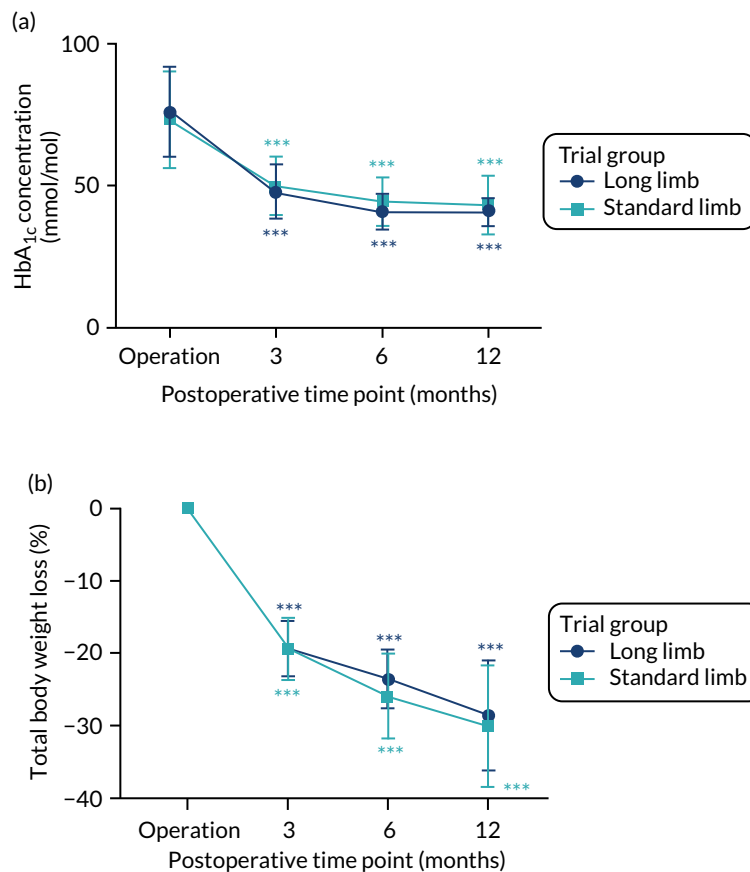 (a)
100
50
0
HbA1c concentration
(mmol/mol)
***
***
***
***
***
***
Operation
3
6
12
Postoperative time point (months)
Trial group
Long limb
Standard limb
(b)
0
−10
−20
−30
−40
Total body weight loss (%)
***
***
***
***
***
***
Operation
3
6
12
Postoperative time point (months)
Trial group
Long limb
Standard limb